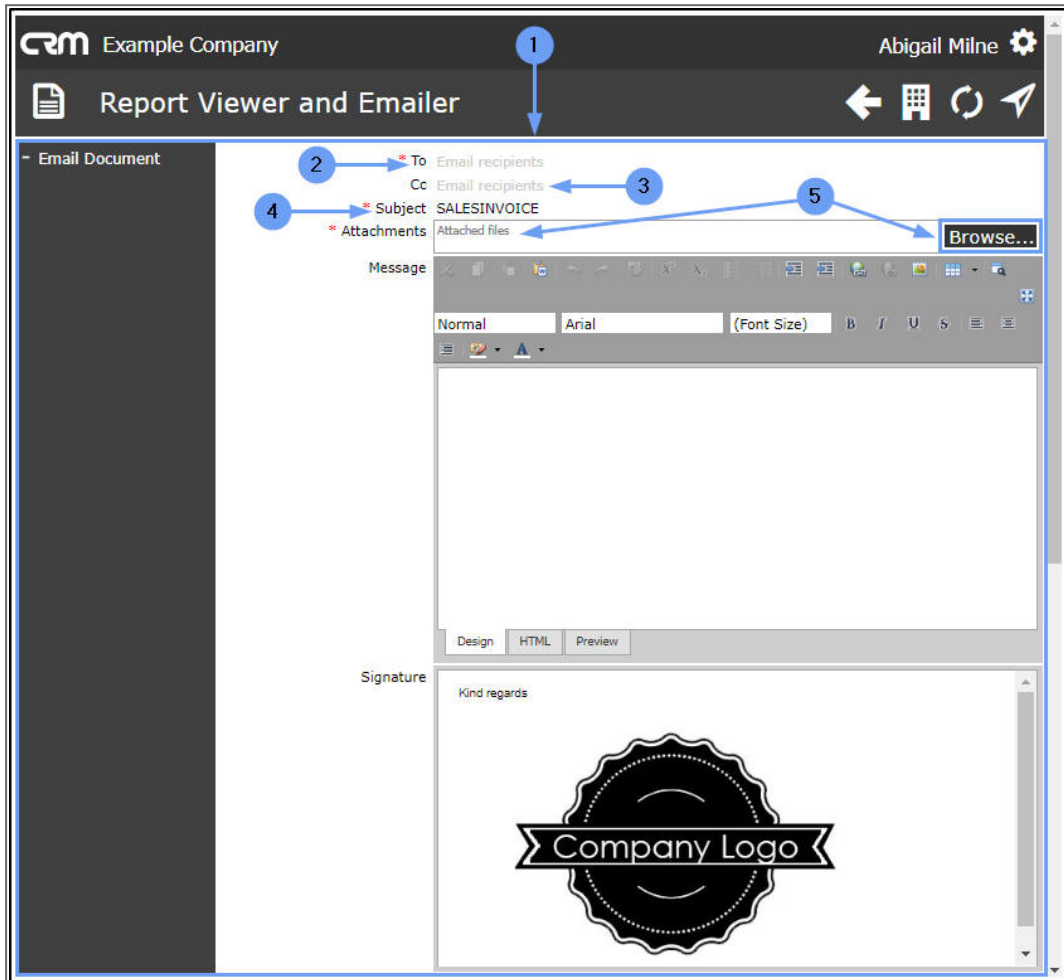 CRM Example Company
1
Abigail Milne
Report Viewer and Emailer
- Email Document
2
* To Email recipients
Cc Email recipients
3
4
* Subject SALESINVOICE
5
* Attachments Attached files
Browse...
Message
Normal Arial (Font Size) B I U S
A
Design HTML Preview
Signature
Kind regards
Company Logo